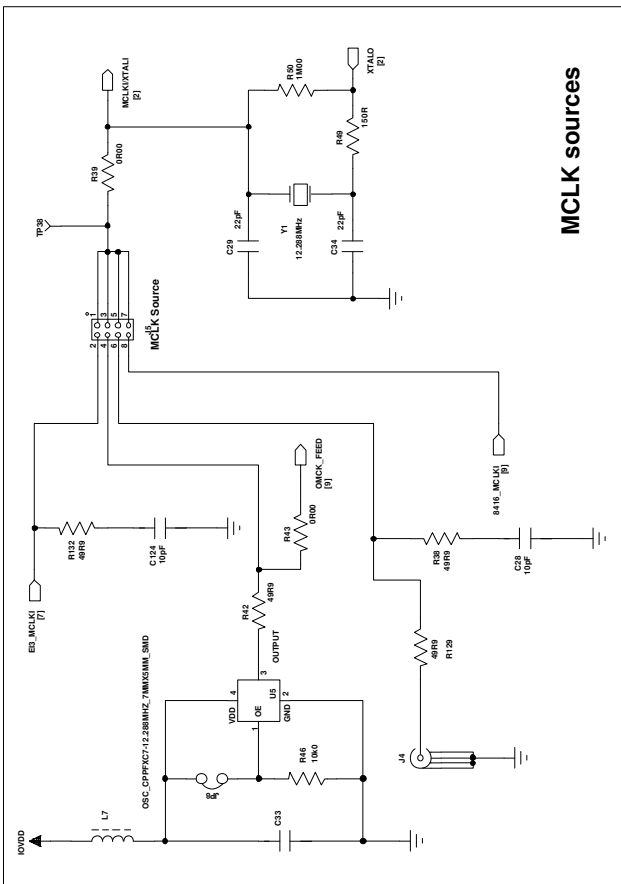 MCLK sources
MCLKI/XTALI
[2]
XTALO
[2]
R50
1M00
R49
150R
R39
0R00
TP38
C29
22pF
Y1
12.288MHz
C34
22pF
1
3
5
7
2
4
6
8
J5
MCLK Source
EI3_MCLKI
[7]
R132
49R9
C124
10pF
OMCK_FEED
[9]
R43
0R00
8416_MCLKI
[9]
R42
49R9
R38
49R9
C28
10pF
OSC_CPPFXC7-12.288MHZ_7MMX5MM_SMD
OUTPUT
3
4
VDD
OE
1
U5
GND
2
49R9
R129
JP8
R46
10k0
J4
IOVDD
L7
C33